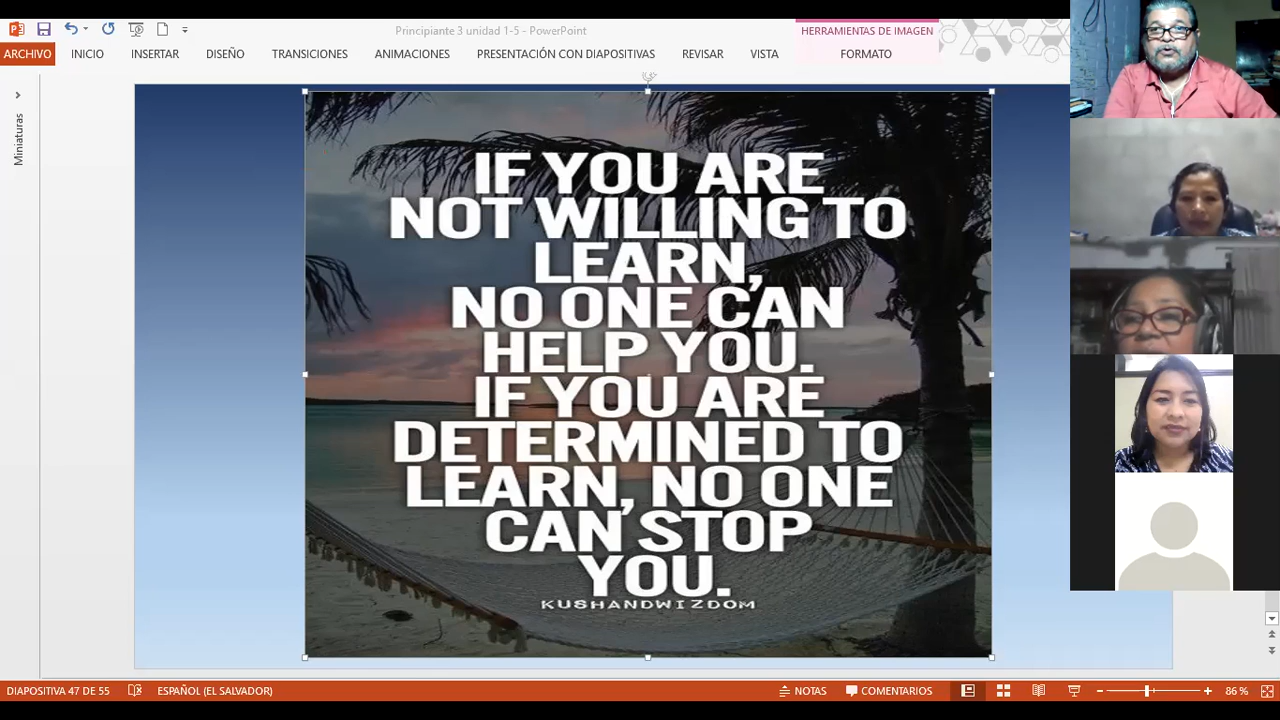 Principiante 3 unidad 1-5 - PowerPoint
HERRAMIENTAS DE IMAGEN
ARCHIVO INICIO INSERTAR DISEÑO TRANSICIONES ANIMACIONES PRESENTACIÓN CON DIAPOSITIVAS REVISAR VISTA FORMATO
Miniaturas
IF YOU ARE
NOT WILLING TO
LEARN,
NO ONE CAN
HELP YOU.
IF YOU ARE
DETERMINED TO
LEARN, NO ONE
CAN STOP
YOU.
KUSHANDWIZDOM
DIAPOSITIVA 47 DE 55 ESPAÑOL (EL SALVADOR) NOTAS COMENTARIOS 86 %